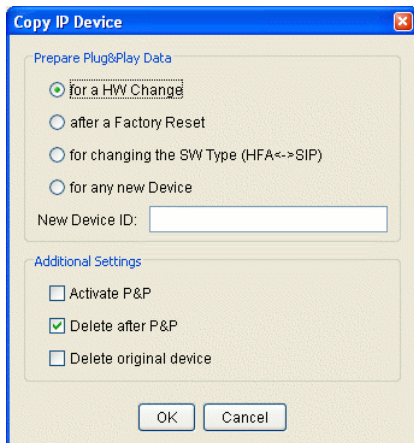 Copy IP Device
Prepare Plug&Play Data
for a HW Change
after a Factory Reset
for changing the SW Type (HFA<->SIP)
for any new Device
New Device ID:
Additional Settings
Activate P&P
Delete after P&P
Delete original device
OK Cancel